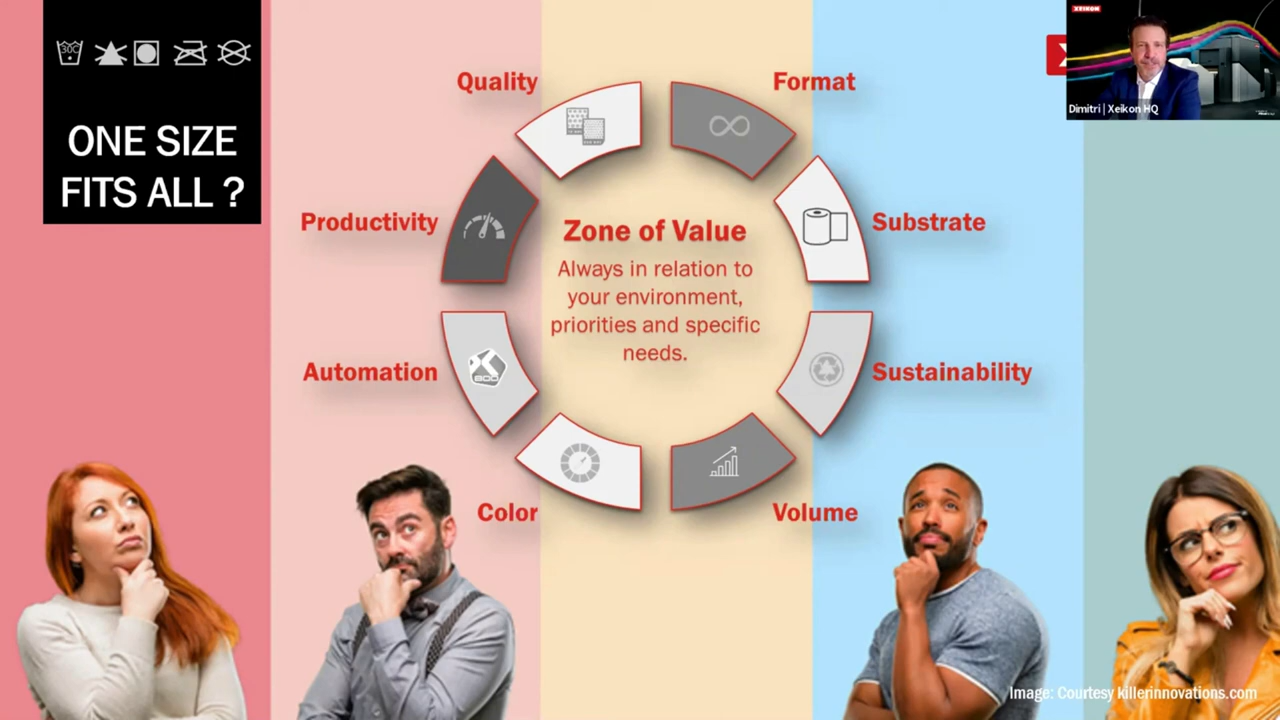 30C
ONE SIZE
FITS ALL ?
Quality
Format
Productivity
Substrate
Zone of Value
Always in relation to
your environment,
priorities and specific
needs.
Automation
Sustainability
Color
Volume
XEIKON
Dimitri | Xeikon HQ
Image: Courtesy killerinnovations.com